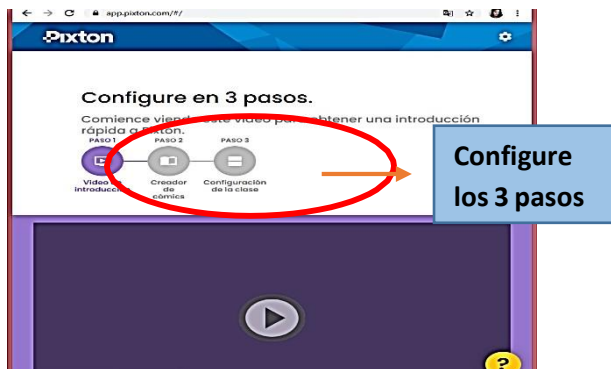 app.pixton.com/#/
Pixton
Configure en 3 pasos.
Comience viendo este video para obtener una introducción
rápida a Pixton.
PASO 1 PASO 2 PASO 3
Video de introducción
Creador de cómics
Configuración de la clase
Configure
los 3 pasos
?